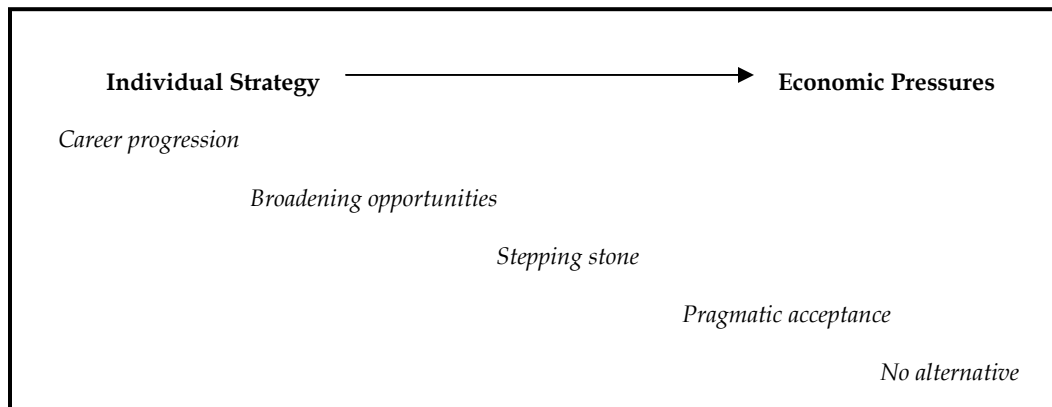 Individual Strategy Economic Pressures
Career progression
Broadening opportunities
Stepping stone
Pragmatic acceptance
No alternative